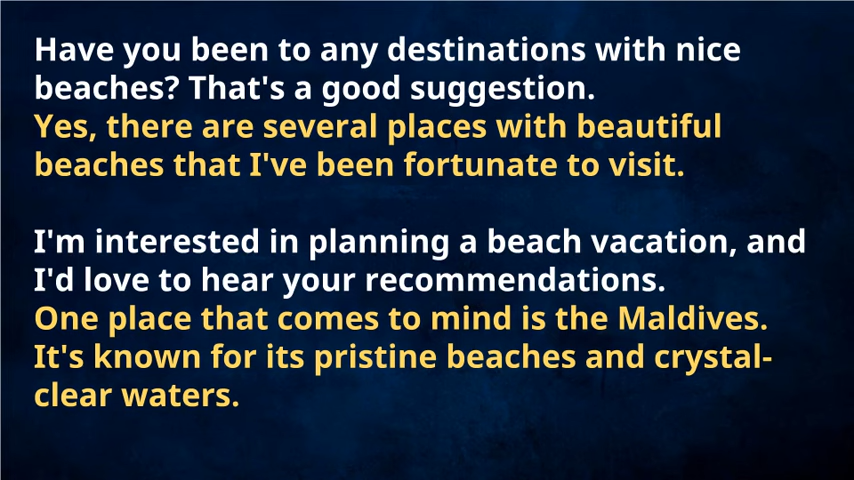 Have you been to any destinations with nice
beaches? That's a good suggestion.
Yes, there are several places with beautiful
beaches that I've been fortunate to visit.
I'm interested in planning a beach vacation, and
I'd love to hear your recommendations.
One place that comes to mind is the Maldives.
It's known for its pristine beaches and crystal-
clear waters.